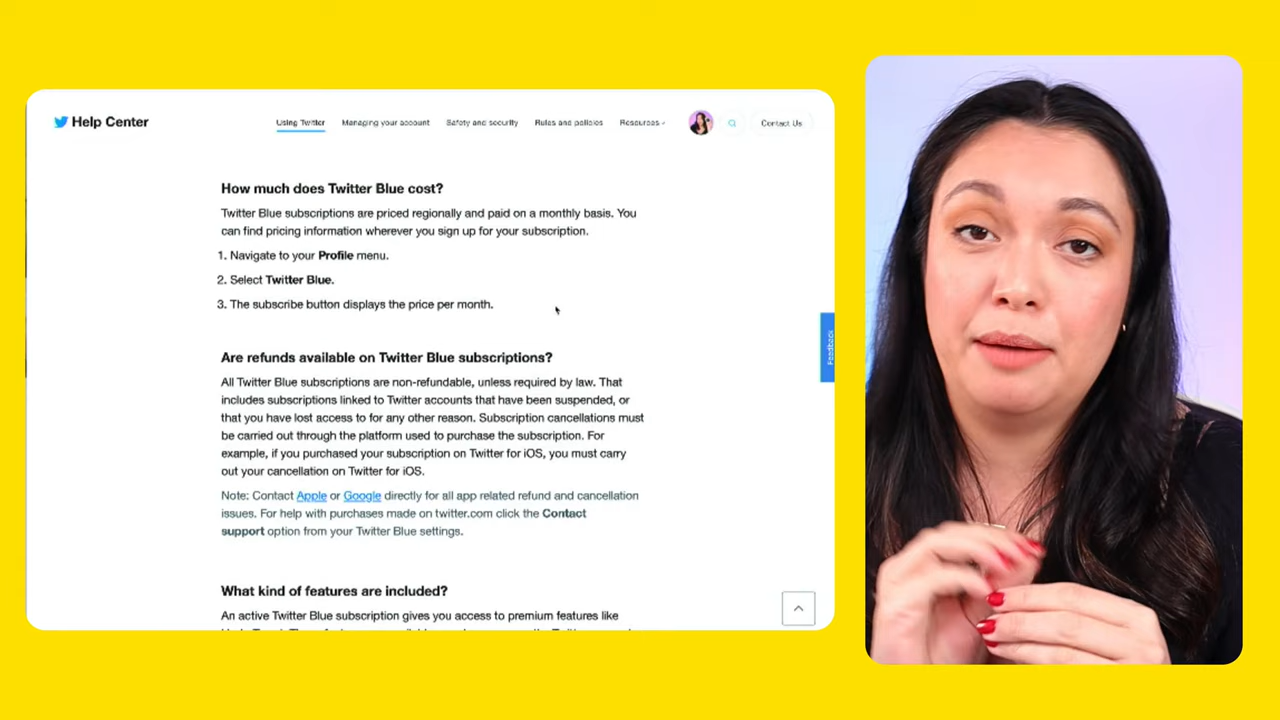 Help Center
Using Twitter
Managing your account
Safety and security
Rules and policies
Resources
Contact Us
How much does Twitter Blue cost?
Twitter Blue subscriptions are priced regionally and paid on a monthly basis. You
can find pricing information wherever you sign up for your subscription.
1. Navigate to your Profile menu.
2. Select Twitter Blue.
3. The subscribe button displays the price per month.
Feedback
Are refunds available on Twitter Blue subscriptions?
All Twitter Blue subscriptions are non-refundable, unless required by law. That
includes subscriptions linked to Twitter accounts that have been suspended, or
that you have lost access to for any other reason. Subscription cancellations must
be carried out through the platform used to purchase the subscription. For
example, if you purchased your subscription on Twitter for iOS, you must carry
out your cancellation on Twitter for iOS.
Note: Contact Apple or Google directly for all app related refund and cancellation
issues. For help with purchases made on twitter.com click the Contact
support option from your Twitter Blue settings.
What kind of features are included?
An active Twitter Blue subscription gives you access to premium features like